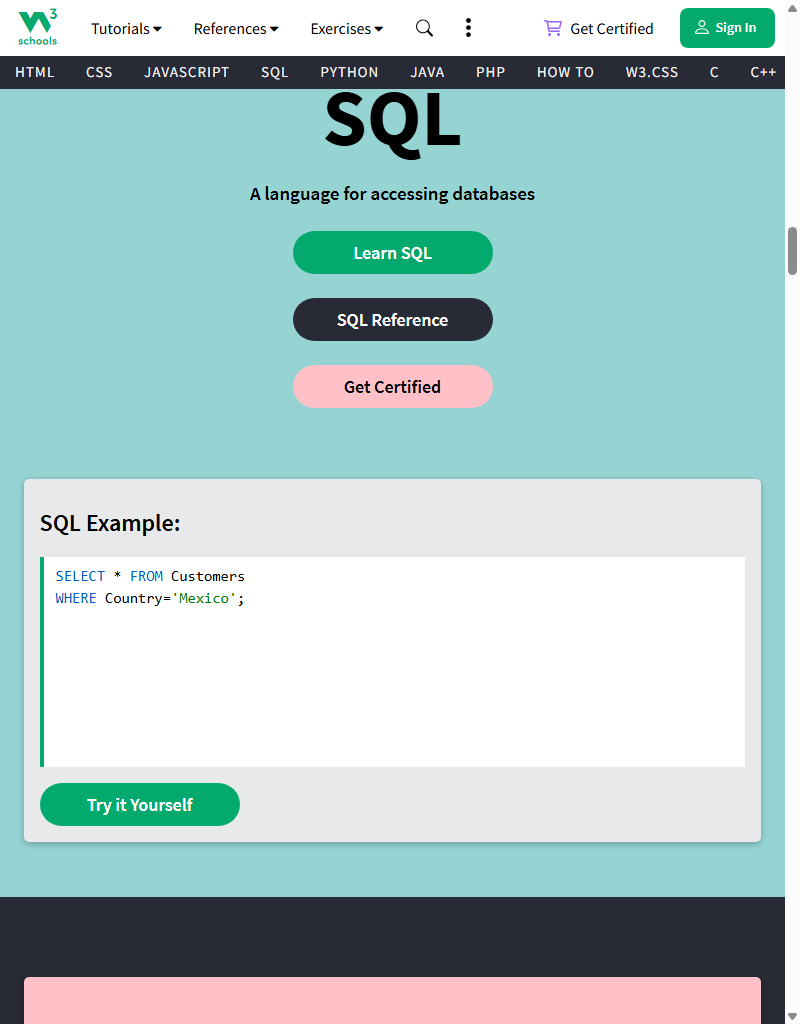 3
schools
Tutorials References Exercises Get Certified Sign In
HTML CSS JAVASCRIPT SQL PYTHON JAVA PHP HOW TO W3.CSS C C++
SQL
A language for accessing databases
Learn SQL
SQL Reference
Get Certified
SQL Example:
SELECT * FROM Customers
WHERE Country='Mexico';
Try it Yourself